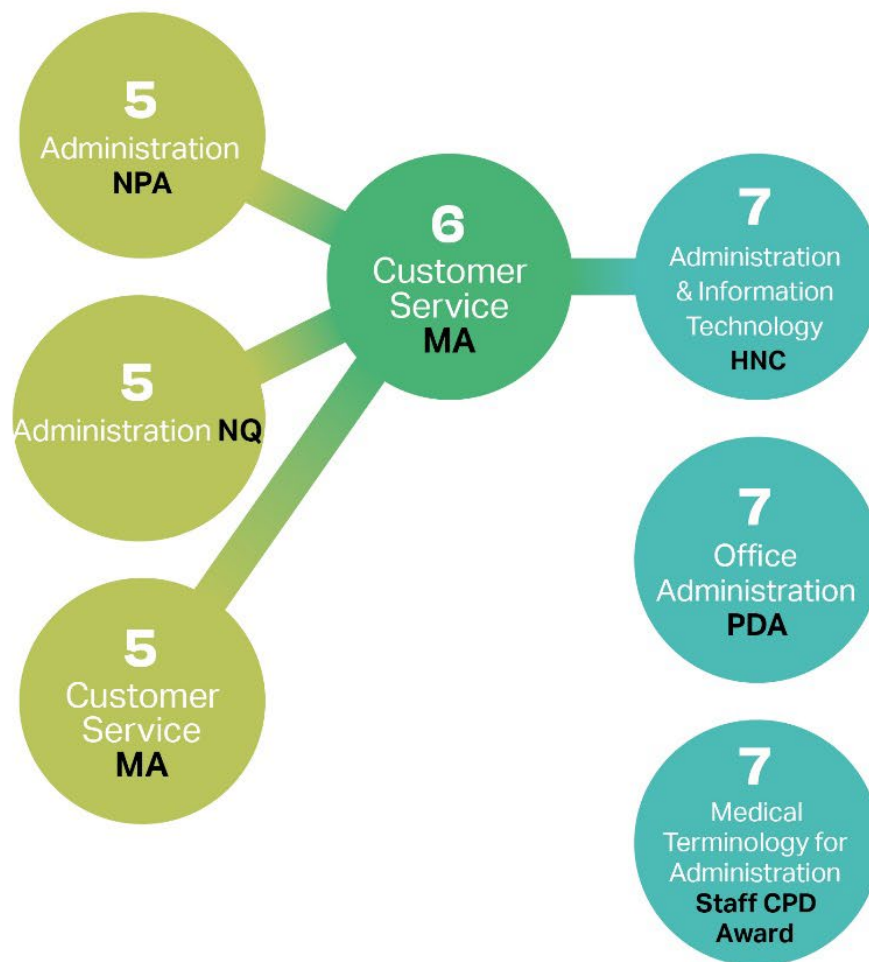 5
Administration
NPA
5
Administration NQ
5
Customer
Service
MA
6
Customer
Service
MA
7
Administration
& Information
Technology
HNC
7
Office
Administration
PDA
7
Medical
Terminology for
Administration
Staff CPD
Award